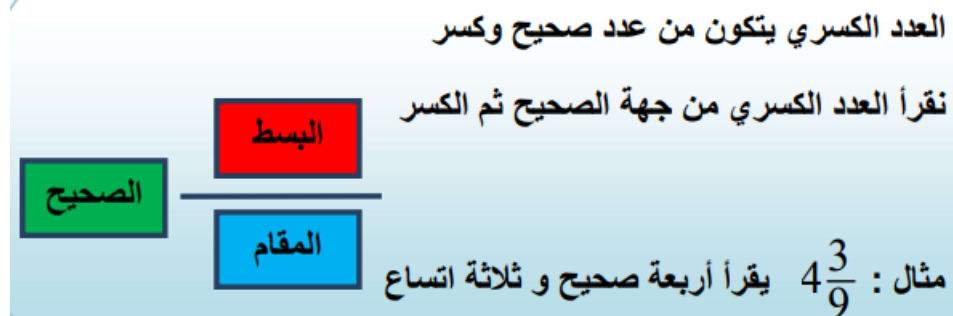 العدد الكسري يتكون من عدد صحيح وكسر
نقرأ العدد الكسري من جهة الصحيح ثم الكسر
البسط
الصحيح
المقام
مثال : 4 3/9 يقرأ أربعة صحيح و ثلاثة اتساع